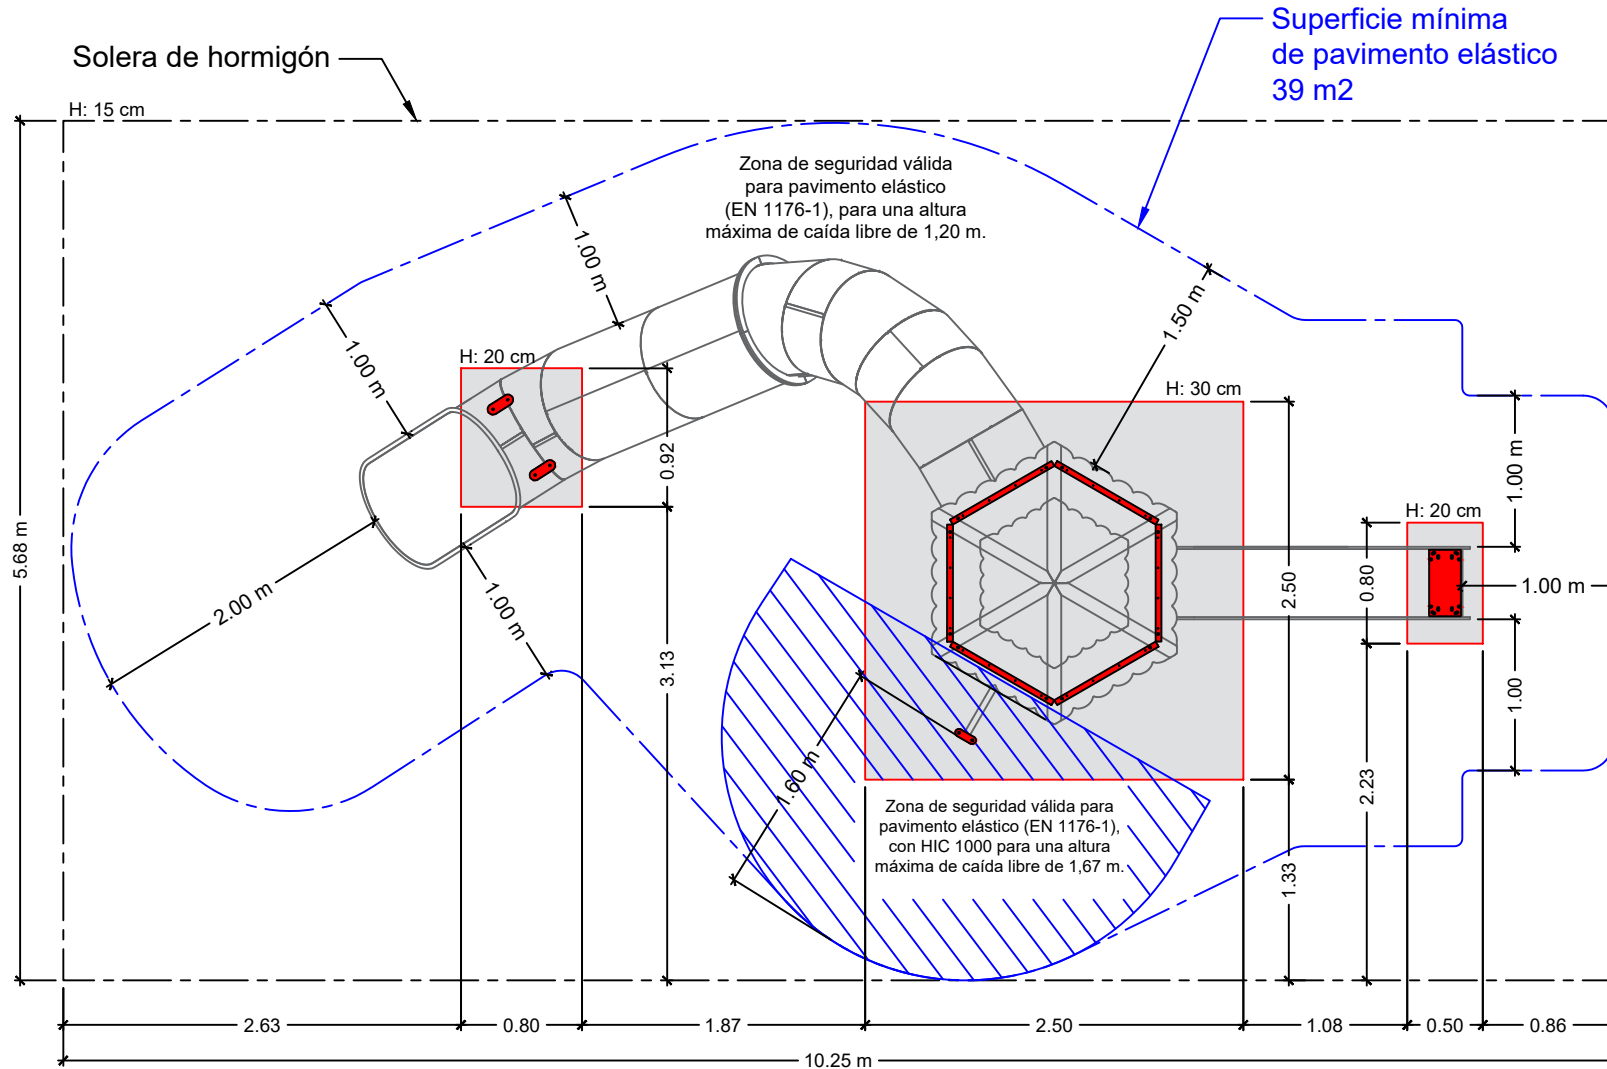 Solera de hormigón
H: 15 cm
Superficie mínima
de pavimento elástico
39 m2
Zona de seguridad válida
para pavimento elástico
(EN 1176-1), para una altura
máxima de caída libre de 1,20 m.
1.00 m
1.00 m
1.50 m
H: 20 cm
H: 30 cm
0.92
1.00 m
H: 20 cm
5.68 m
2.00 m
1.00 m
2.50
0.80
1.00 m
3.13
1.00
1.60 m
2.23
Zona de seguridad válida para
pavimento elástico (EN 1176-1),
con HIC 1000 para una altura
máxima de caída libre de 1,67 m.
1.33
2.63
0.80
1.87
2.50
1.08
0.50
0.86
10.25 m